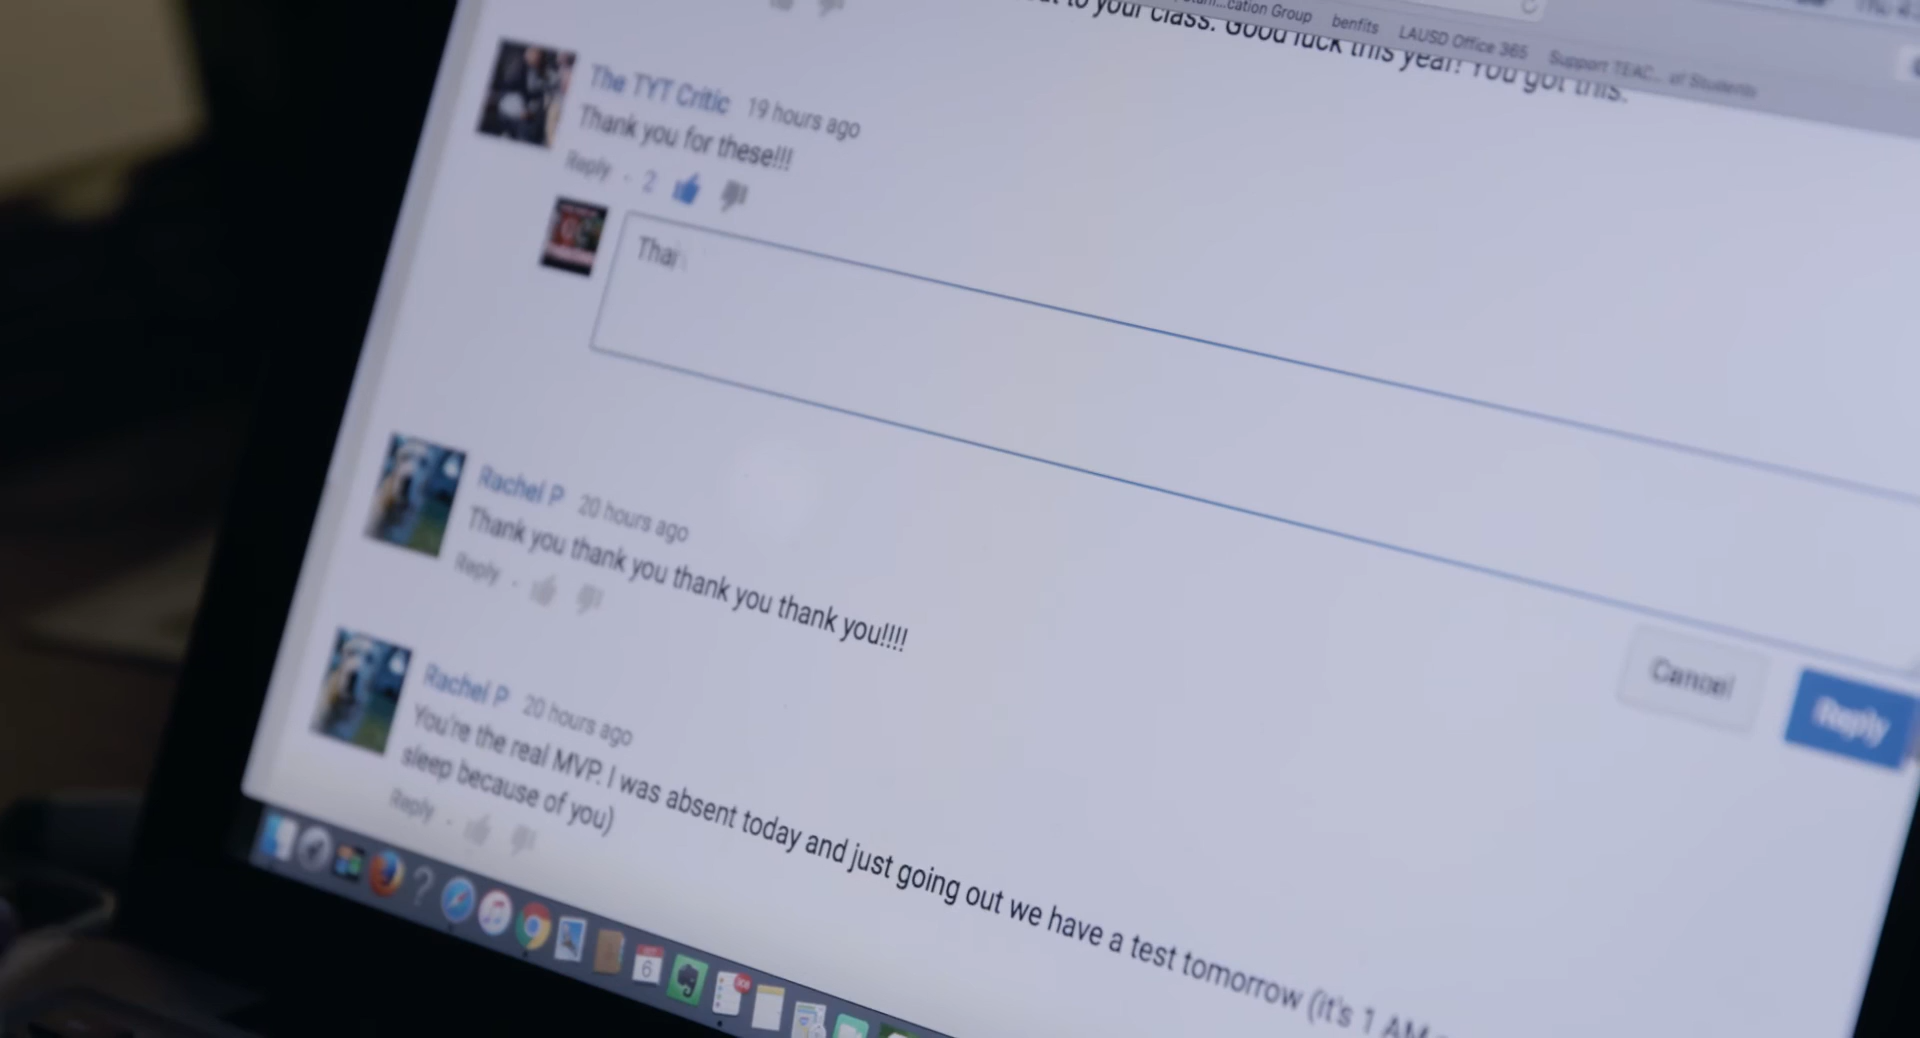 cation Group benfits LAUSD Office 365 Support TEAC... of Students
to your class. Good luck this year! You got this.
The TYT Critic 19 hours ago
Thank you for these!!!
Reply · 2
Than
Cancel Reply
Rachel P 20 hours ago
Thank you thank you thank you thank you!!!!
Reply ·
Rachel P 20 hours ago
You're the real MVP. I was absent today and just going out we have a test tomorrow (it's 1 AM
sleep because of you)
Reply ·
6